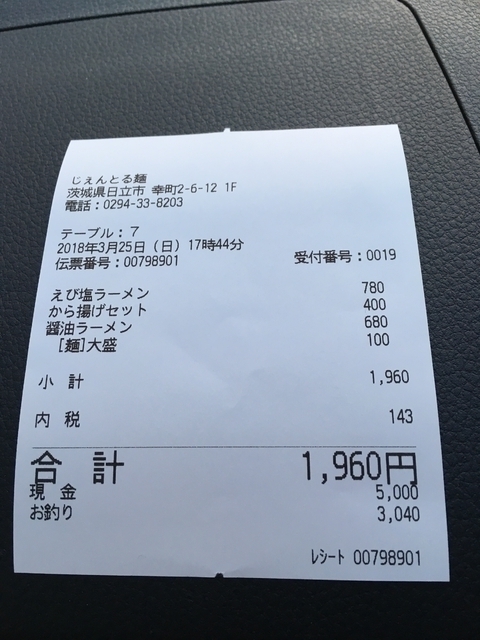 じぇんとる麺
茨城県日立市 幸町2-6-12 1F
電話：0294-33-8203
テーブル：7
2018年3月25日（日）17時44分
伝票番号：00798901 受付番号：0019
えび塩ラーメン 780
から揚げセット 400
醤油ラーメン 680
[麺]大盛 100
小 計 1,960
内 税 143
合 計 1,960円
現 金 5,000
お釣り 3,040
ﾚｼｰﾄ 00798901